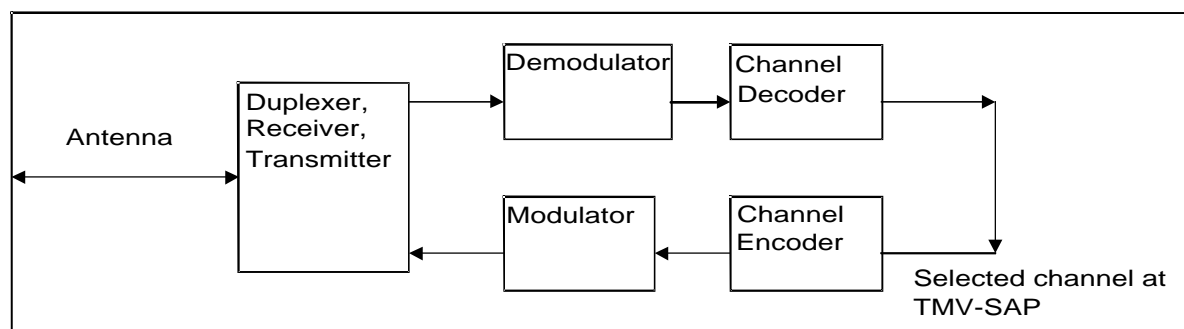 Antenna
Duplexer,
Receiver,
Transmitter
Demodulator
Channel
Decoder
Modulator
Channel
Encoder
Selected channel at
TMV-SAP